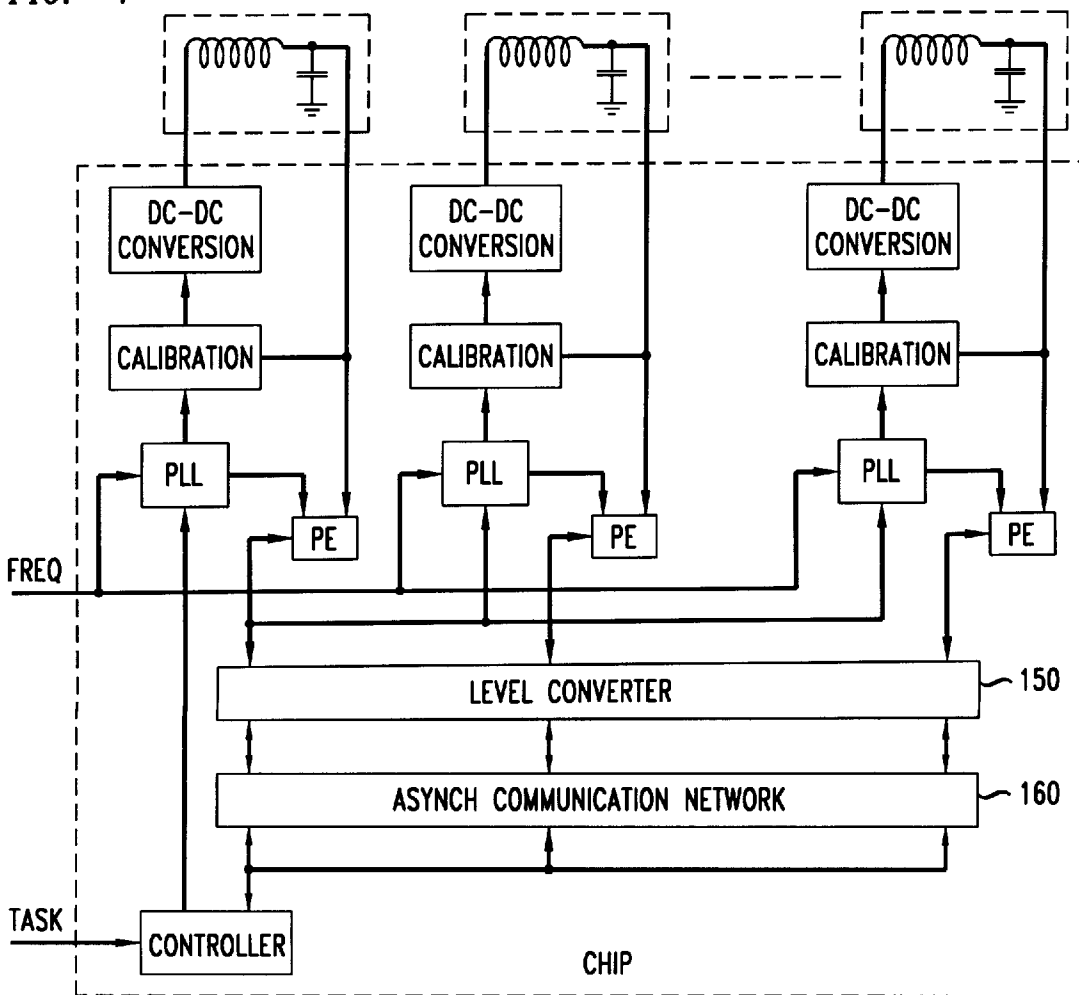 FIG.
DC-DC
CONVERSION
DC-DC
CONVERSION
DC-DC
CONVERSION
CALIBRATION
CALIBRATION
CALIBRATION
PLL
PLL
PLL
PE
PE
PE
FREQ
LEVEL CONVERTER
150
ASYNCH COMMUNICATION NETWORK
160
TASK
CONTROLLER
CHIP